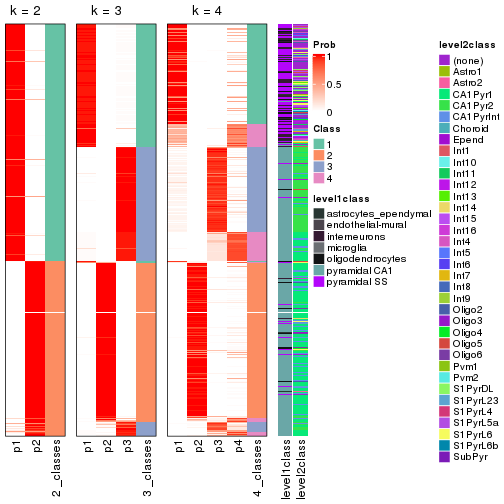 k = 2
k = 3
k = 4
p1
p2
2_classes
p1
p2
p3
3_classes
p1
p2
p3
p4
4_classes
level1class
level2class
Prob
1
0.5
0
Class
1
2
3
4
level1class
astrocytes_ependymal
endothelial-mural
interneurons
microglia
oligodendrocytes
pyramidal CA1
pyramidal SS
level2class
(none)
Astro1
Astro2
CA1Pyr1
CA1Pyr2
CA1PyrInt
Choroid
Epend
Int1
Int10
Int11
Int12
Int13
Int14
Int15
Int16
Int4
Int5
Int6
Int7
Int8
Int9
Oligo2
Oligo3
Oligo4
Oligo5
Oligo6
Pvm1
Pvm2
S1PyrDL
S1PyrL23
S1PyrL4
S1PyrL5a
S1PyrL6
S1PyrL6b
SubPyr